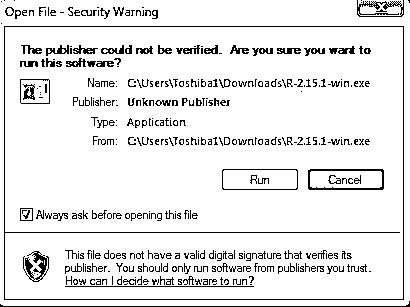 Open File - Security Warning
The publisher could not be verified.  Are you sure you want to
run this software?
Name: C:\Users\Toshiba1\Downloads\R-2.15.1-win.exe
Publisher: Unknown Publisher
Type: Application
From: C:\Users\Toshiba1\Downloads\R-2.15.1-win.exe
Run Cancel
Always ask before opening this file
This file does not have a valid digital signature that verifies its
publisher.  You should only run software from publishers you trust.
How can I decide what software to run?